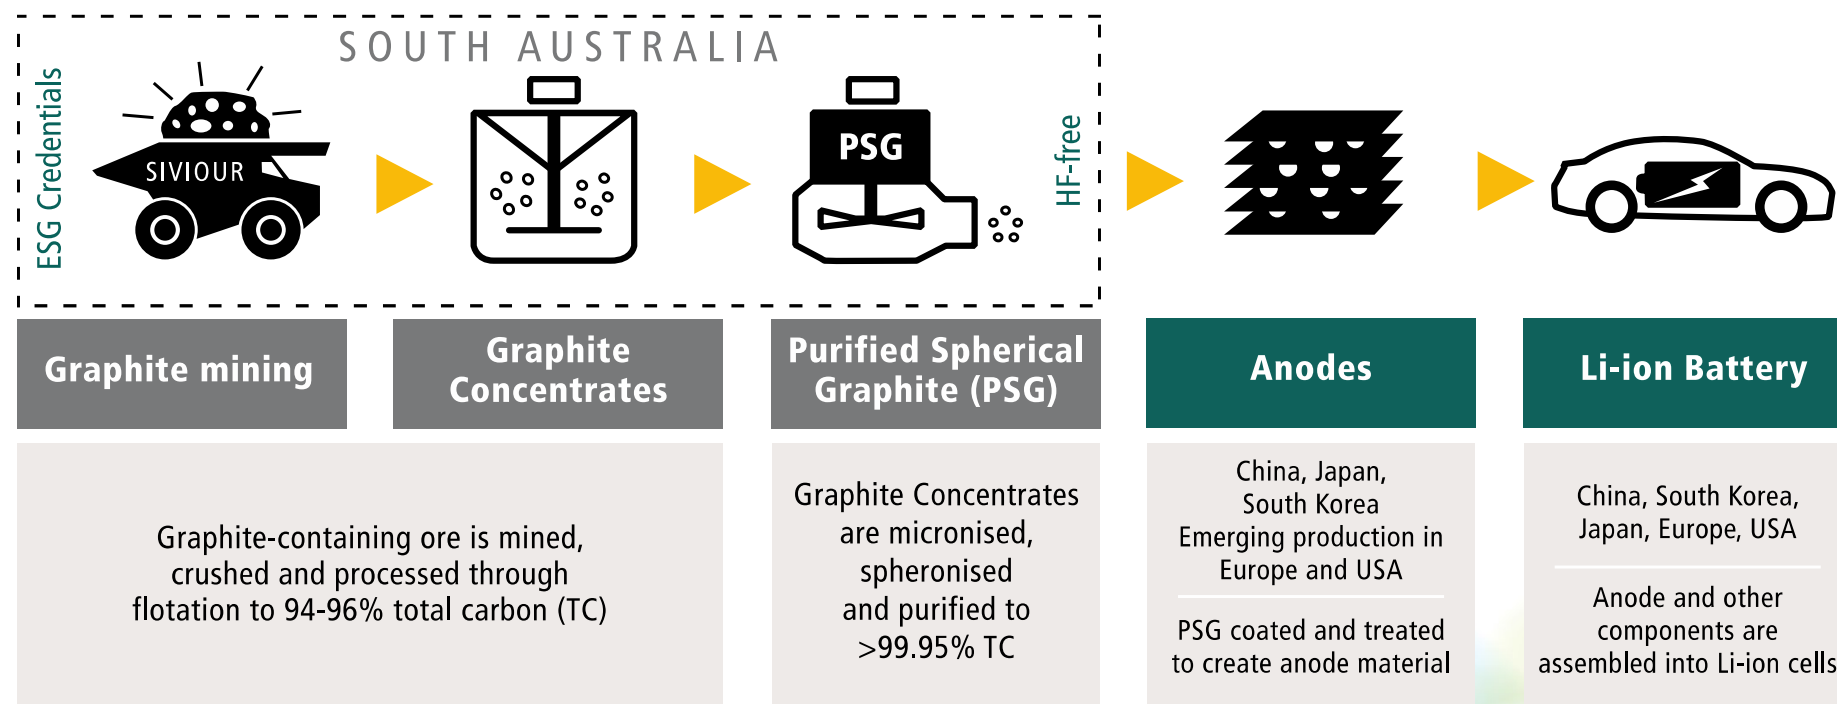 SOUTH AUSTRALIA
ESG Credentials
SIVIOUR
PSG
HF-free
Graphite mining
Graphite
Concentrates
Purified Spherical
Graphite (PSG)
Anodes
Li-ion Battery
Graphite-containing ore is mined,
crushed and processed through
flotation to 94-96% total carbon (TC)
Graphite Concentrates
are micronised,
spheronised
and purified to
>99.95% TC
China, Japan,
South Korea
Emerging production in
Europe and USA
PSG coated and treated
to create anode material
China, South Korea,
Japan, Europe, USA
Anode and other
components are
assembled into Li-ion cells